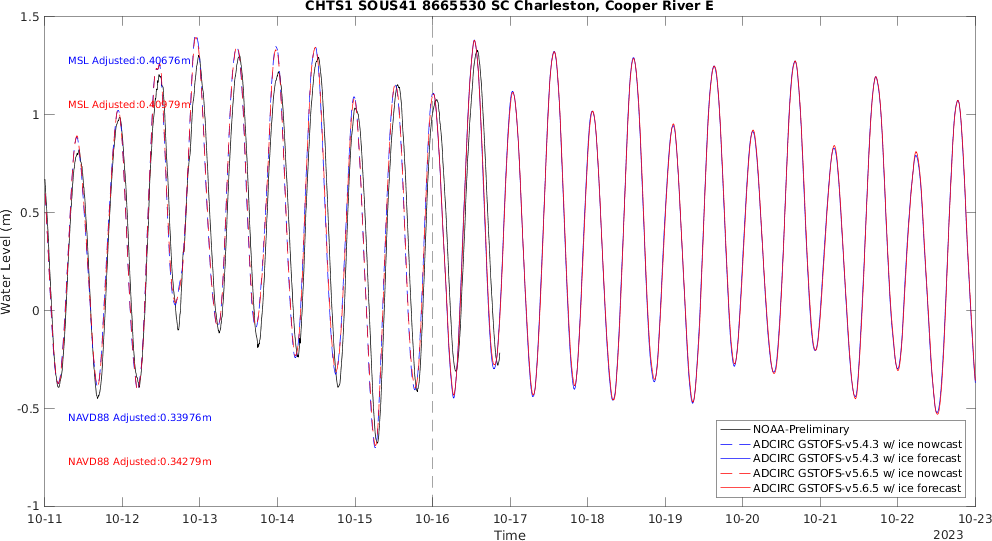 CHTS1 SOUS41 8665530 SC Charleston, Cooper River E
1.5
1
0.5
0
-0.5
-1
Water Level (m)
MSL Adjusted:0.40676m
MSL Adjusted:0.40979m
NAVD88 Adjusted:0.33976m
NAVD88 Adjusted:0.34279m
NOAA-Preliminary
ADCIRC GSTOFS-v5.4.3 w/ ice nowcast
ADCIRC GSTOFS-v5.4.3 w/ ice forecast
ADCIRC GSTOFS-v5.6.5 w/ ice nowcast
ADCIRC GSTOFS-v5.6.5 w/ ice forecast
10-11 10-12 10-13 10-14 10-15 10-16 10-17 10-18 10-19 10-20 10-21 10-22 10-23
Time
2023